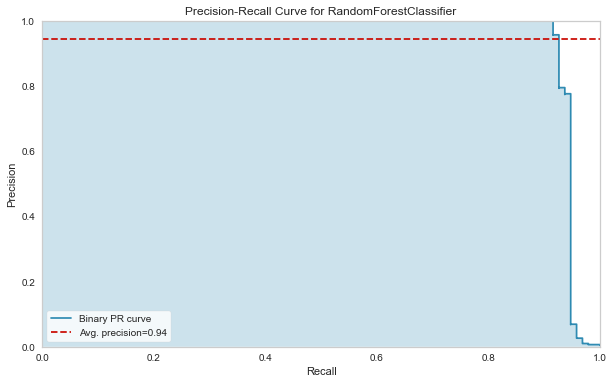 Precision-Recall Curve for RandomForestClassifier
1.0
0.8
0.6
0.4
0.2
0.0
Precision
Binary PR curve
Avg. precision=0.94
0.0 0.2 0.4 0.6 0.8 1.0
Recall